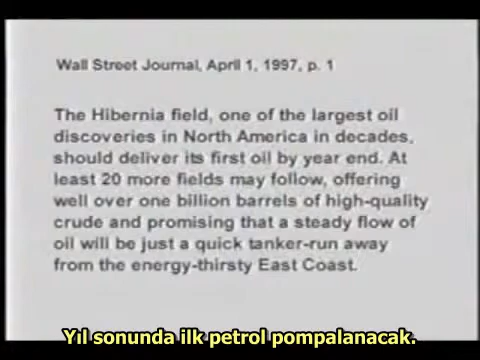 Wall Street Journal, April 1, 1997, p. 1
The Hibernia field, one of the largest oil
discoveries in North America in decades,
should deliver its first oil by year end. At
least 20 more fields may follow, offering
well over one billion barrels of high-quality
crude and promising that a steady flow of
oil will be just a quick tanker-run away
from the energy-thirsty East Coast.
Yıl sonunda ilk petrol pompalanacak.